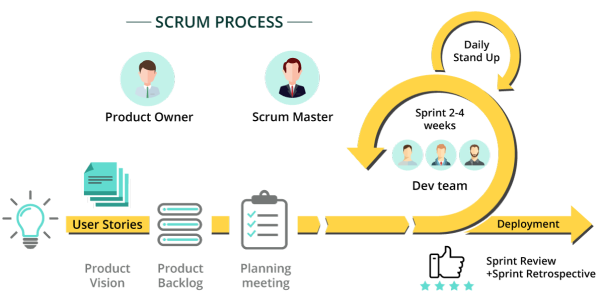 SCRUM PROCESS
Daily
Stand Up
Product Owner
Scrum Master
Sprint 2-4
weeks
Dev team
User Stories
Deployment
Product
Vision
Product
Backlog
Planning
meeting
Sprint Review
+Sprint Retrospective